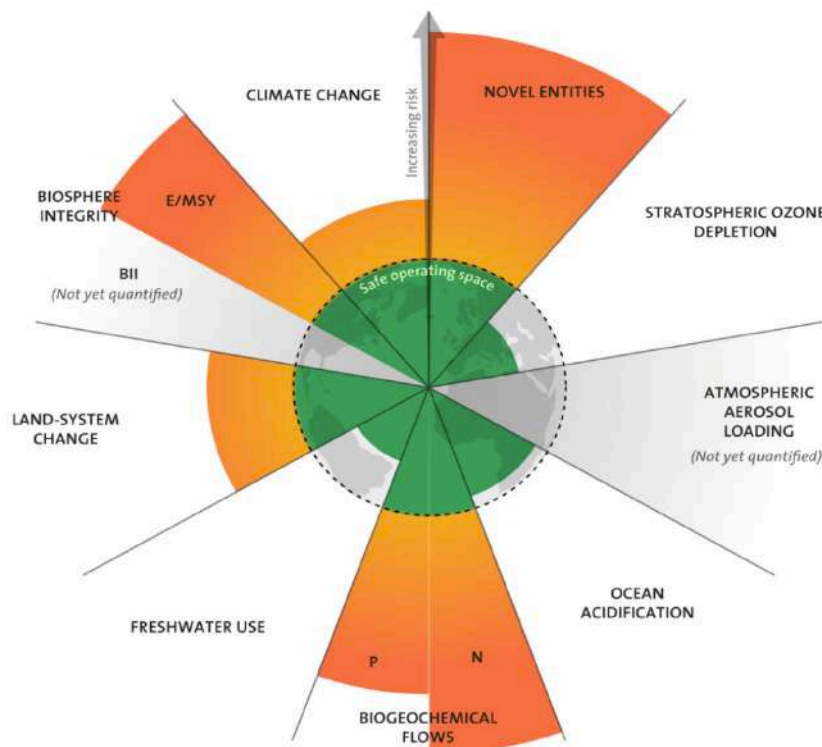 CLIMATE CHANGE
Increasing risk
NOVEL ENTITIES
BIOSPHERE
INTEGRITY
E/MSY
STRATOSPHERIC OZONE
DEPLETION
BII
(Not yet quantified)
Safe operating space
LAND-SYSTEM
CHANGE
ATMOSPHERIC
AEROSOL
LOADING
(Not yet quantified)
FRESHWATER USE
OCEAN
ACIDIFICATION
P
N
BIOGEOCHEMICAL
FLOWS